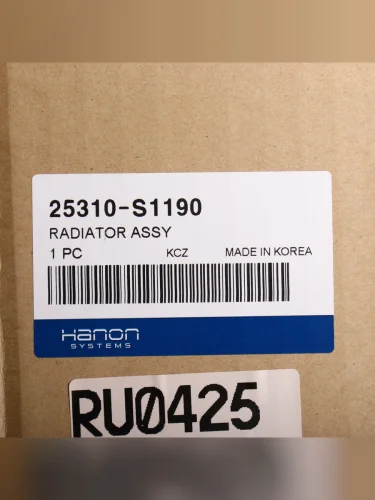 25310-S1190
RADIATOR ASSY
1 PC KCZ MADE IN KOREA
Hanon
SYSTEMS
RU0425